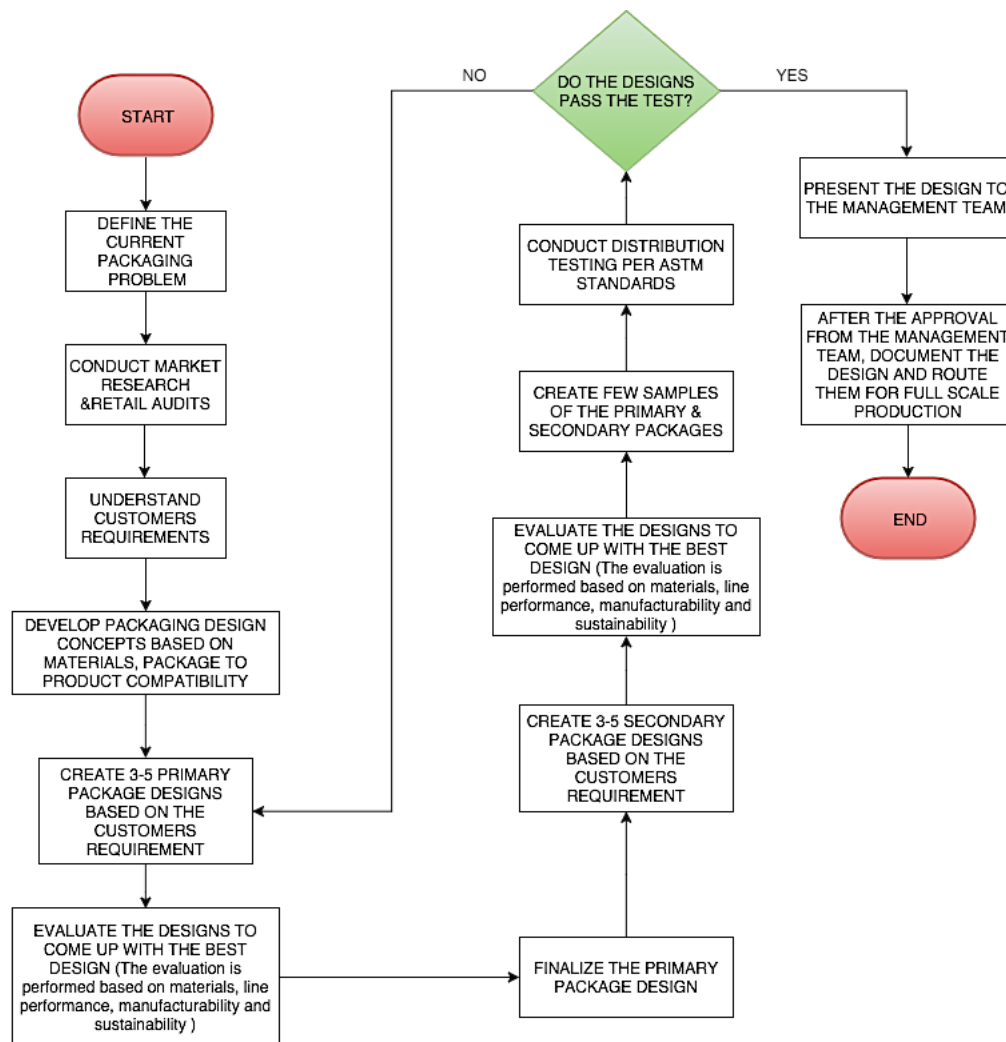 START
DEFINE THE
CURRENT
PACKAGING
PROBLEM
CONDUCT MARKET
RESEARCH
&RETAIL AUDITS
UNDERSTAND
CUSTOMERS
REQUIREMENTS
DEVELOP PACKAGING DESIGN
CONCEPTS BASED ON
MATERIALS, PACKAGE TO
PRODUCT COMPATIBILITY
CREATE 3-5 PRIMARY
PACKAGE DESIGNS
BASED ON THE
CUSTOMERS
REQUIREMENT
EVALUATE THE DESIGNS TO
COME UP WITH THE BEST
DESIGN (The evaluation is
performed based on materials, line
performance, manufacturability and
sustainability )
FINALIZE THE PRIMARY
PACKAGE DESIGN
CREATE 3-5 SECONDARY
PACKAGE DESIGNS
BASED ON THE
CUSTOMERS
REQUIREMENT
EVALUATE THE DESIGNS TO
COME UP WITH THE BEST
DESIGN (The evaluation is
performed based on materials, line
performance, manufacturability and
sustainability )
CREATE FEW SAMPLES
OF THE PRIMARY &
SECONDARY PACKAGES
CONDUCT DISTRIBUTION
TESTING PER ASTM
STANDARDS
DO THE DESIGNS
PASS THE TEST?
NO
YES
PRESENT THE DESIGN TO
THE MANAGEMENT TEAM
AFTER THE APPROVAL
FROM THE MANAGEMENT
TEAM, DOCUMENT THE
DESIGN AND ROUTE
THEM FOR FULL SCALE
PRODUCTION
END